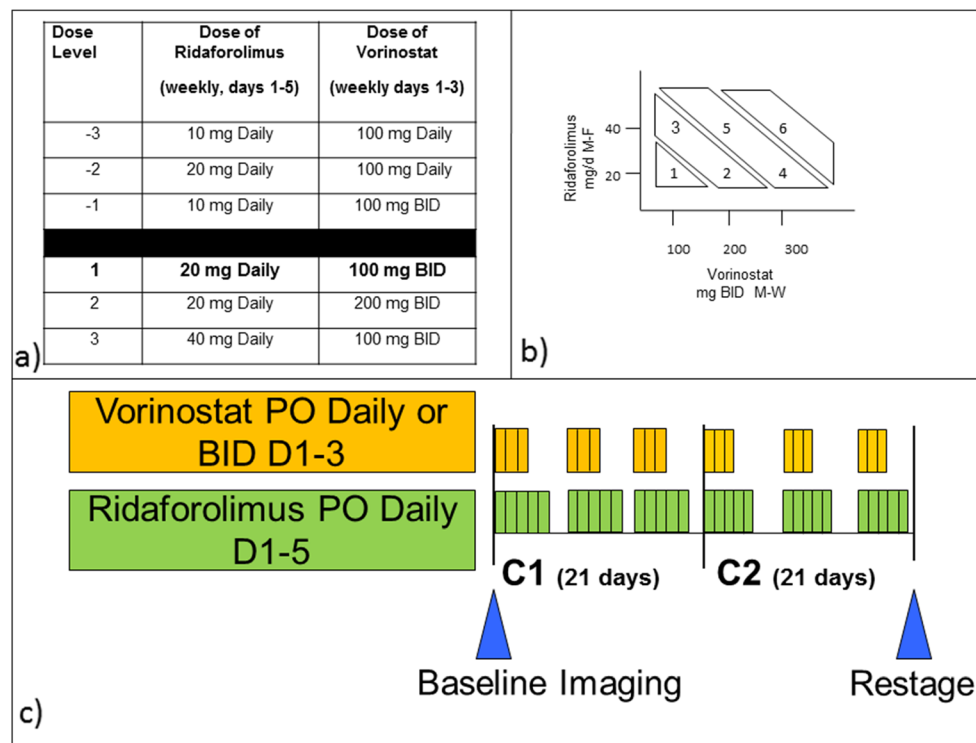 Dose Level Dose of Ridaforolimus (weekly, days 1-5) Dose of Vorinostat (weekly days 1-3)
-3 10 mg Daily 100 mg Daily
-2 20 mg Daily 100 mg Daily
-1 10 mg Daily 100 mg BID
1 20 mg Daily 100 mg BID
2 20 mg Daily 200 mg BID
3 40 mg Daily 100 mg BID
a)
Ridaforolimus
mg/d M-F
40
20
3 5 6
1 2 4
100 200 300
Vorinostat
mg BID M-W
b)
Vorinostat PO Daily or
BID D1-3
Ridaforolimus PO Daily
D1-5
C1 (21 days) C2 (21 days)
Baseline Imaging Restage
c)